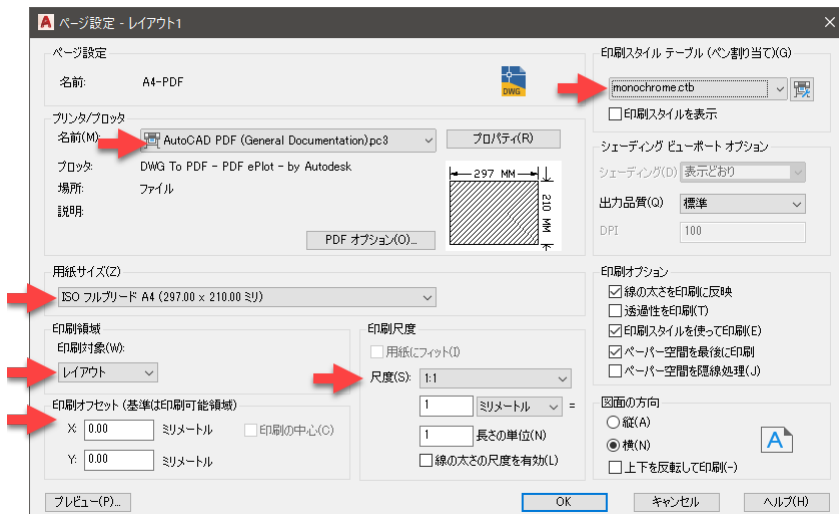 ページ設定 - レイアウト1
ページ設定
名前: A4-PDF
DWG
プリンタ/プロッタ
名前(M): AutoCAD PDF (General Documentation).pc3
プロパティ(R)
プロッタ: DWG To PDF - PDF ePlot - by Autodesk
場所: ファイル
説明:
297 MM
210 MM
PDF オプション(O)...
用紙サイズ(Z)
ISO フルブリード A4 (297.00 x 210.00 ミリ)
印刷領域
印刷対象(W):
レイアウト
印刷オフセット (基準は印刷可能領域)
X: 0.00 ミリメートル
印刷の中心(C)
Y: 0.00 ミリメートル
印刷尺度
用紙にフィット(I)
尺度(S): 1:1
1 ミリメートル =
1 長さの単位(N)
線の太さの尺度を有効(L)
印刷スタイル テーブル (ペン割り当て)(G)
monochrome.ctb
印刷スタイルを表示
シェーディング ビューポート オプション
シェーディング(D) 表示どおり
出力品質(Q) 標準
DPI 100
印刷オプション
線の太さを印刷に反映
透過性を印刷(T)
印刷スタイルを使って印刷(E)
ペーパー空間を最後に印刷
ペーパー空間を隠線処理(J)
図面の方向
縦(A)
横(N)
上下を反転して印刷(-)
A
プレビュー(P)...
OK
キャンセル
ヘルプ(H)